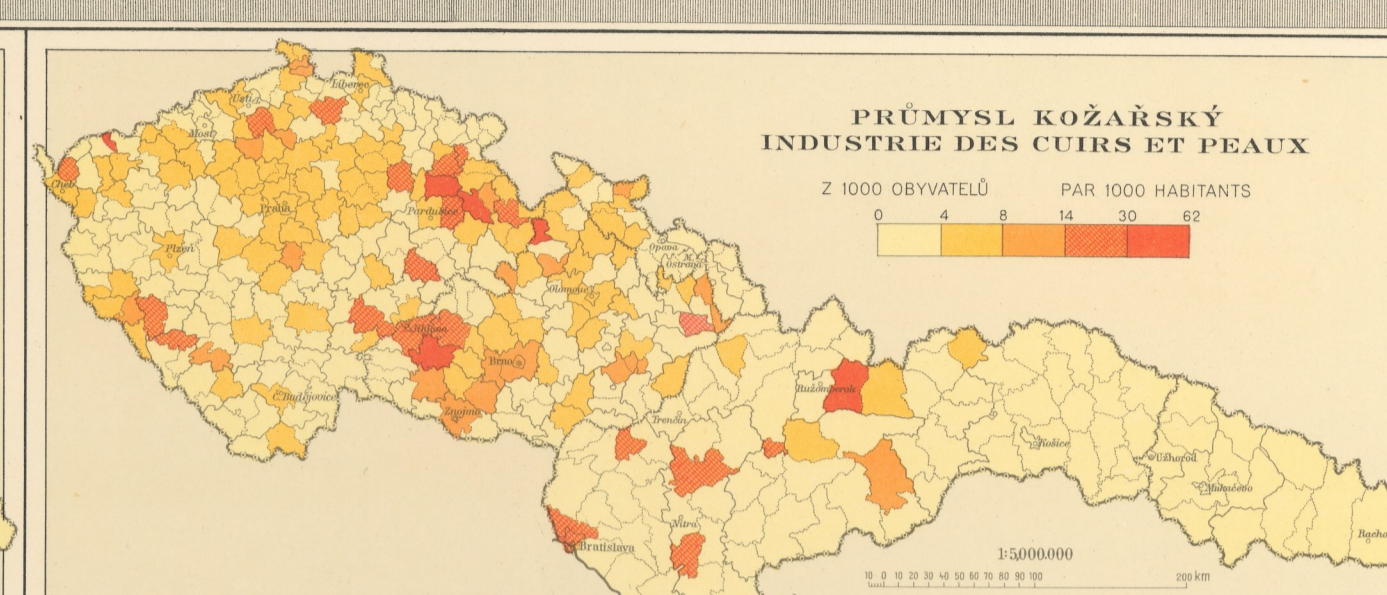 PRŮMYSL KOŽAŘSKÝ
INDUSTRIE DES CUIRS ET PEAUX
Z 1000 OBYVATELŮ PAR 1000 HABITANTS
0 4 8 14 30 62
Liberec
Ústí
Most
Cheb
Praha
Pardubice
Plzeň
Opava
M. Ostrava
Olomouc
Jihlava
Brno
Ružomberok
Č. Budějovice
Znojmo
Trenčín
Košice
Užhorod
Mukačevo
Nitra
Bratislava
Racho
1:5,000.000
10 0 10 20 30 40 50 60 70 80 90 100 200 km